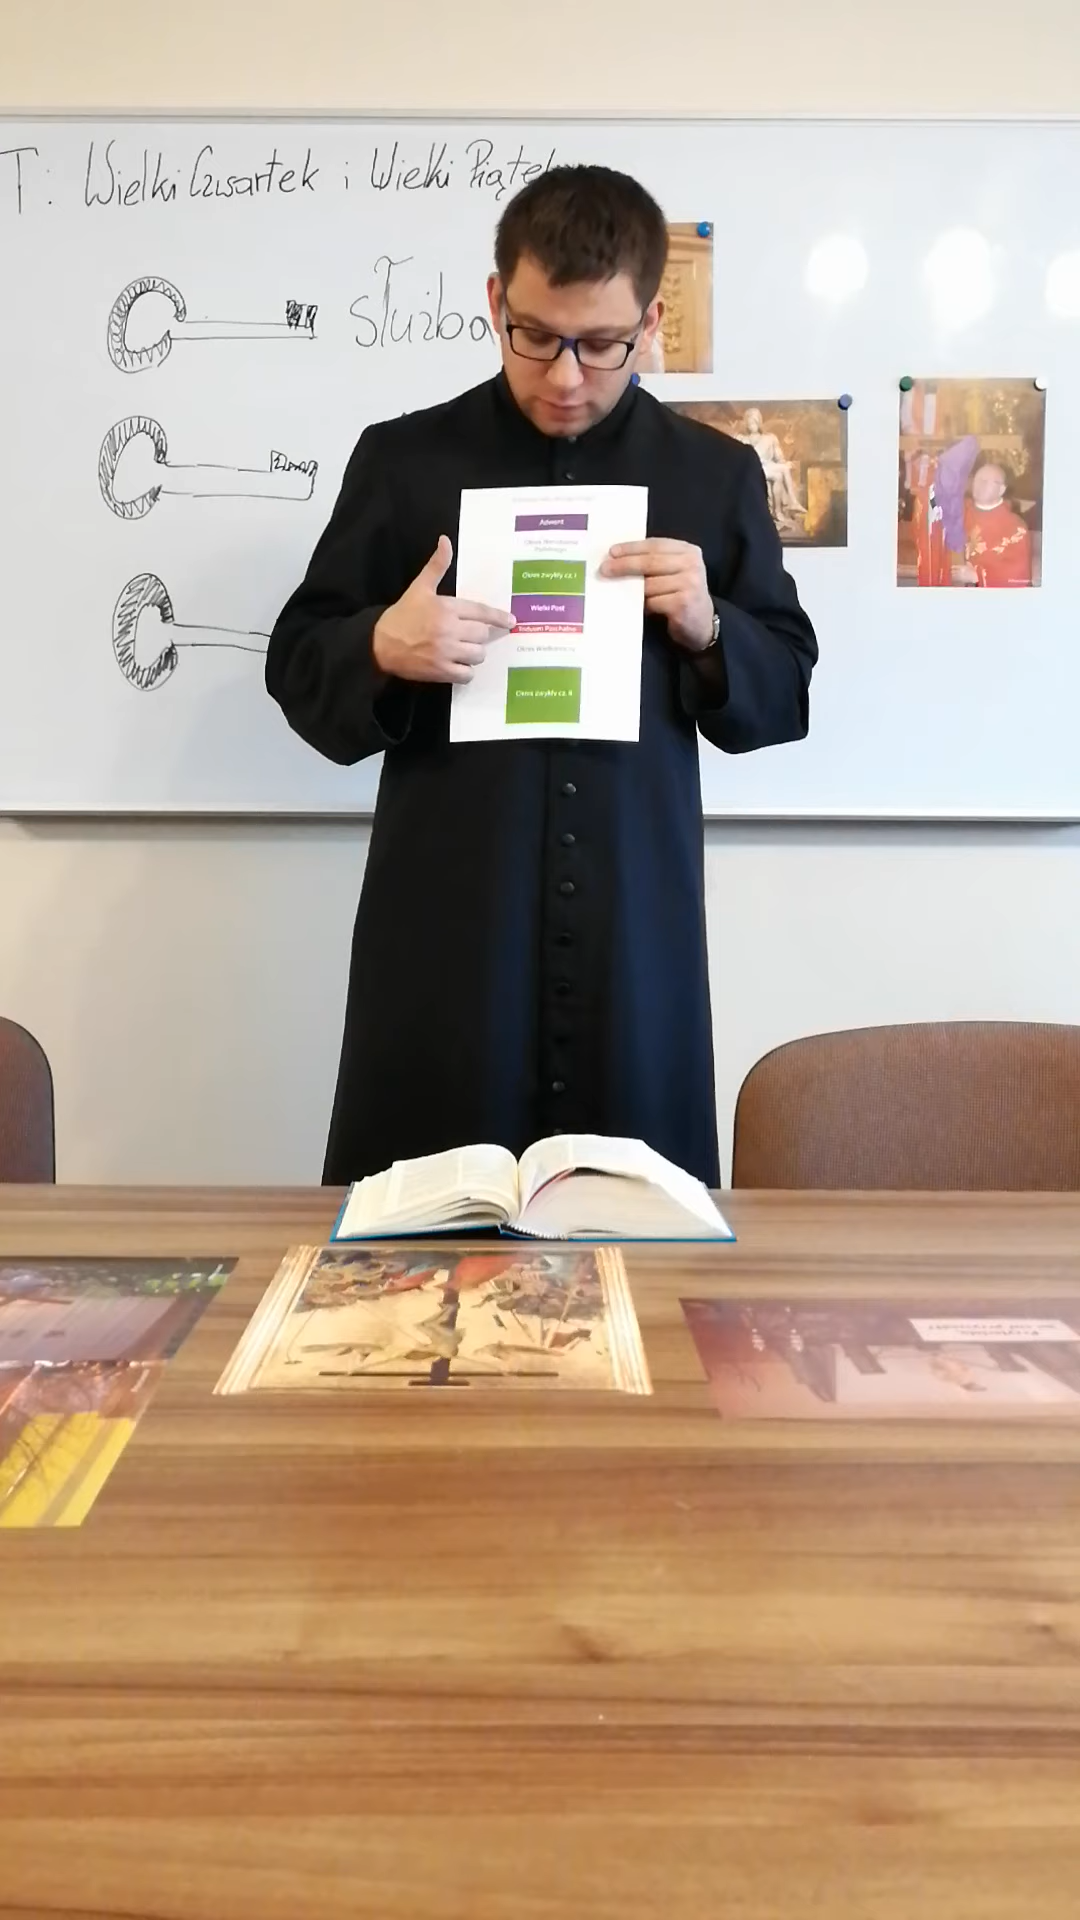 T: Wielki Czwartek i Wielki Piątek
służba
Adwent
Okres Narodzenia
Pańskiego
Okres zwykły cz. I
Wielki Post
Triduum Paschalne
Okres Wielkanocny
Okres zwykły cz. II